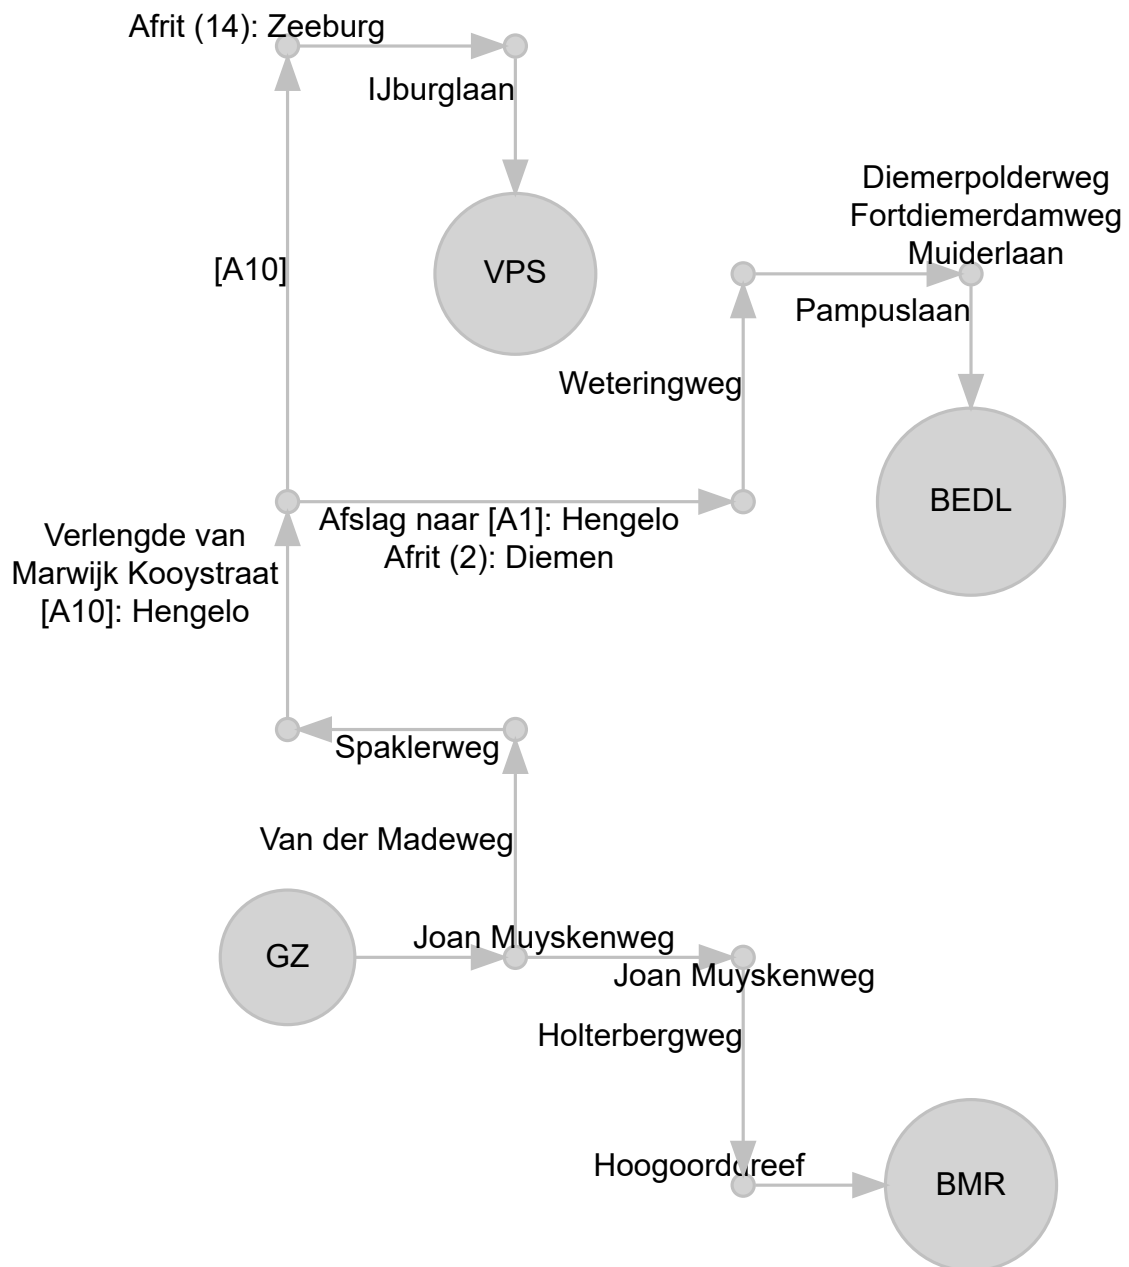 Afrit (14): Zeeburg
IJburglaan
Diemerpolderweg
Fortdiemerdamweg
Muiderlaan
[A10]
VPS
Pampuslaan
Weteringweg
BEDL
Afslag naar [A1]: Hengelo
Afrit (2): Diemen
Verlengde van
Marwijk Kooystraat
[A10]: Hengelo
Spaklerweg
Van der Madeweg
GZ
Joan Muyskenweg
Joan Muyskenweg
Holterbergweg
Hoogoorddreef
BMR